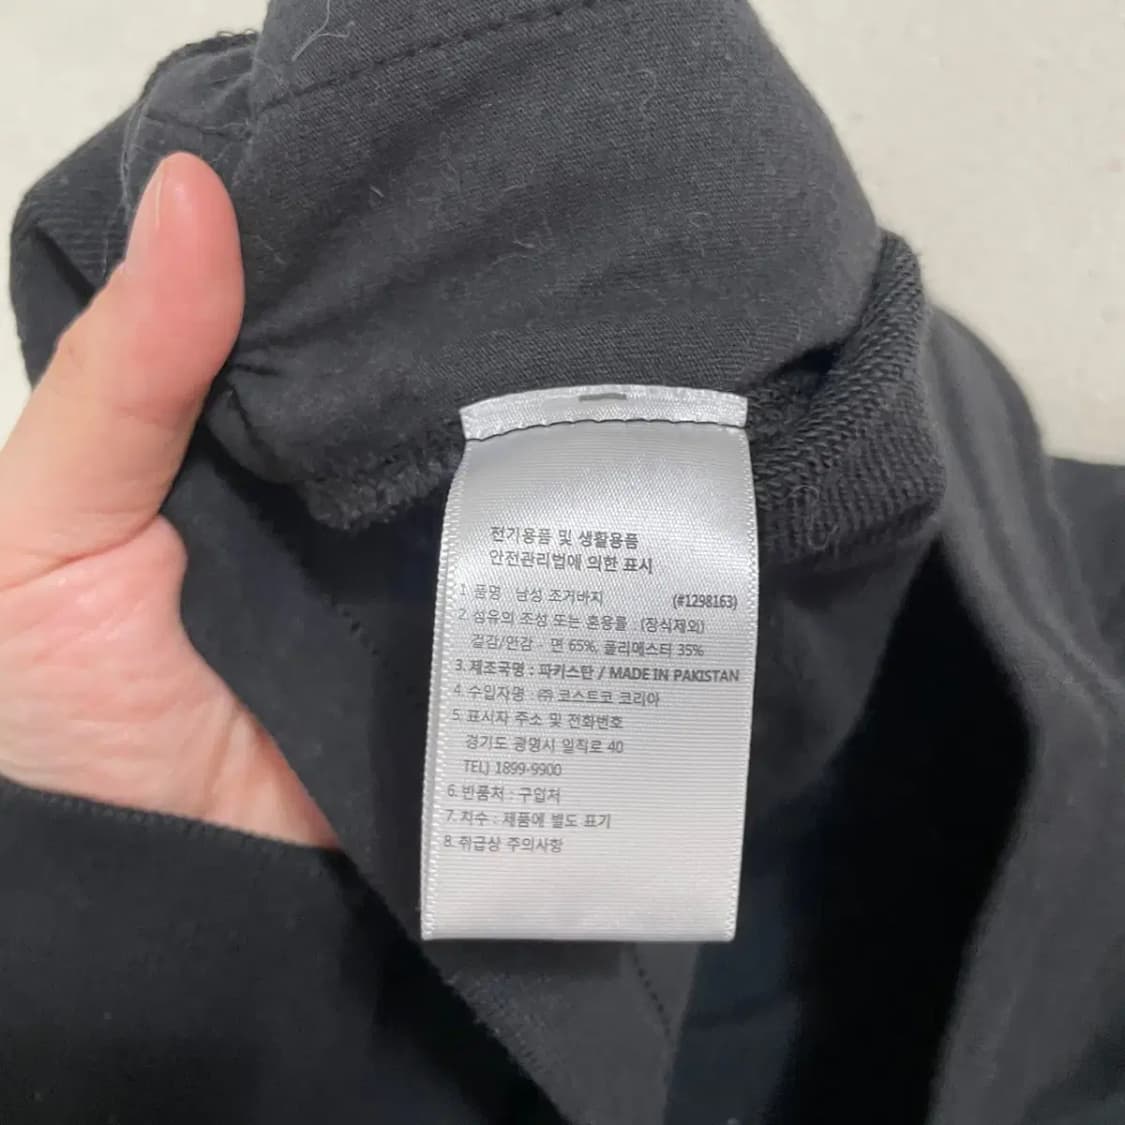 전기용품 및 생활용품
안전관리법에 의한 표시
1 품명 남성 조거바지 (#1298163)
2. 섬유의 조성 또는 혼용률 (장식제외)
겉감/안감 - 면 65%, 폴리에스터 35%
3. 제조국명 : 파키스탄 / MADE IN PAKISTAN
4. 수입자명 : ㈜ 코스트코 코리아
5. 표시자 주소 및 전화번호
경기도 광명시 일직로 40
TEL) 1899-9900
6. 반품처 : 구입처
7. 치수 : 제품에 별도 표기
8. 취급상 주의사항